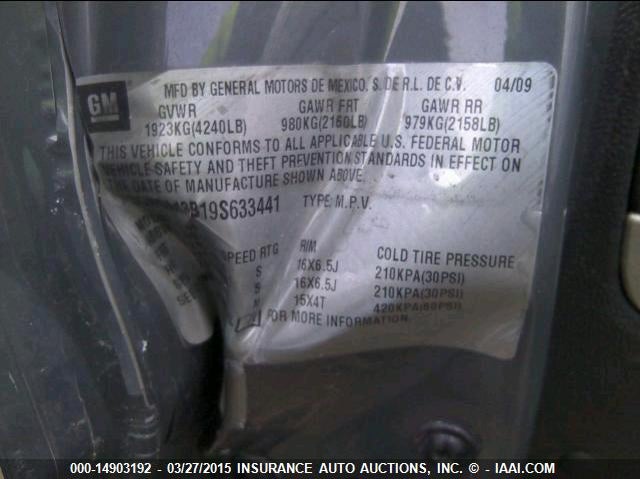 GM
MFD BY GENERAL MOTORS DE MEXICO, S. DE R.L. DE C.V. 04/09
GVWR GAWR FRT GAWR RR
1923KG(4240LB) 980KG(2160LB) 979KG(2158LB)
THIS VEHICLE CONFORMS TO ALL APPLICABLE U.S. FEDERAL MOTOR
VEHICLE SAFETY AND THEFT PREVENTION STANDARDS IN EFFECT ON
THE DATE OF MANUFACTURE SHOWN ABOVE.
B19S633441 TYPE: M.P.V.
SPEED RTG RIM COLD TIRE PRESSURE
S 16X6.5J 210KPA(30PSI)
S 16X6.5J 210KPA(30PSI)
M 15X4T 420KPA(60PSI)
FOR MORE INFORMATION.
000-14903192 - 03/27/2015 INSURANCE AUTO AUCTIONS, INC. © - IAAI.COM